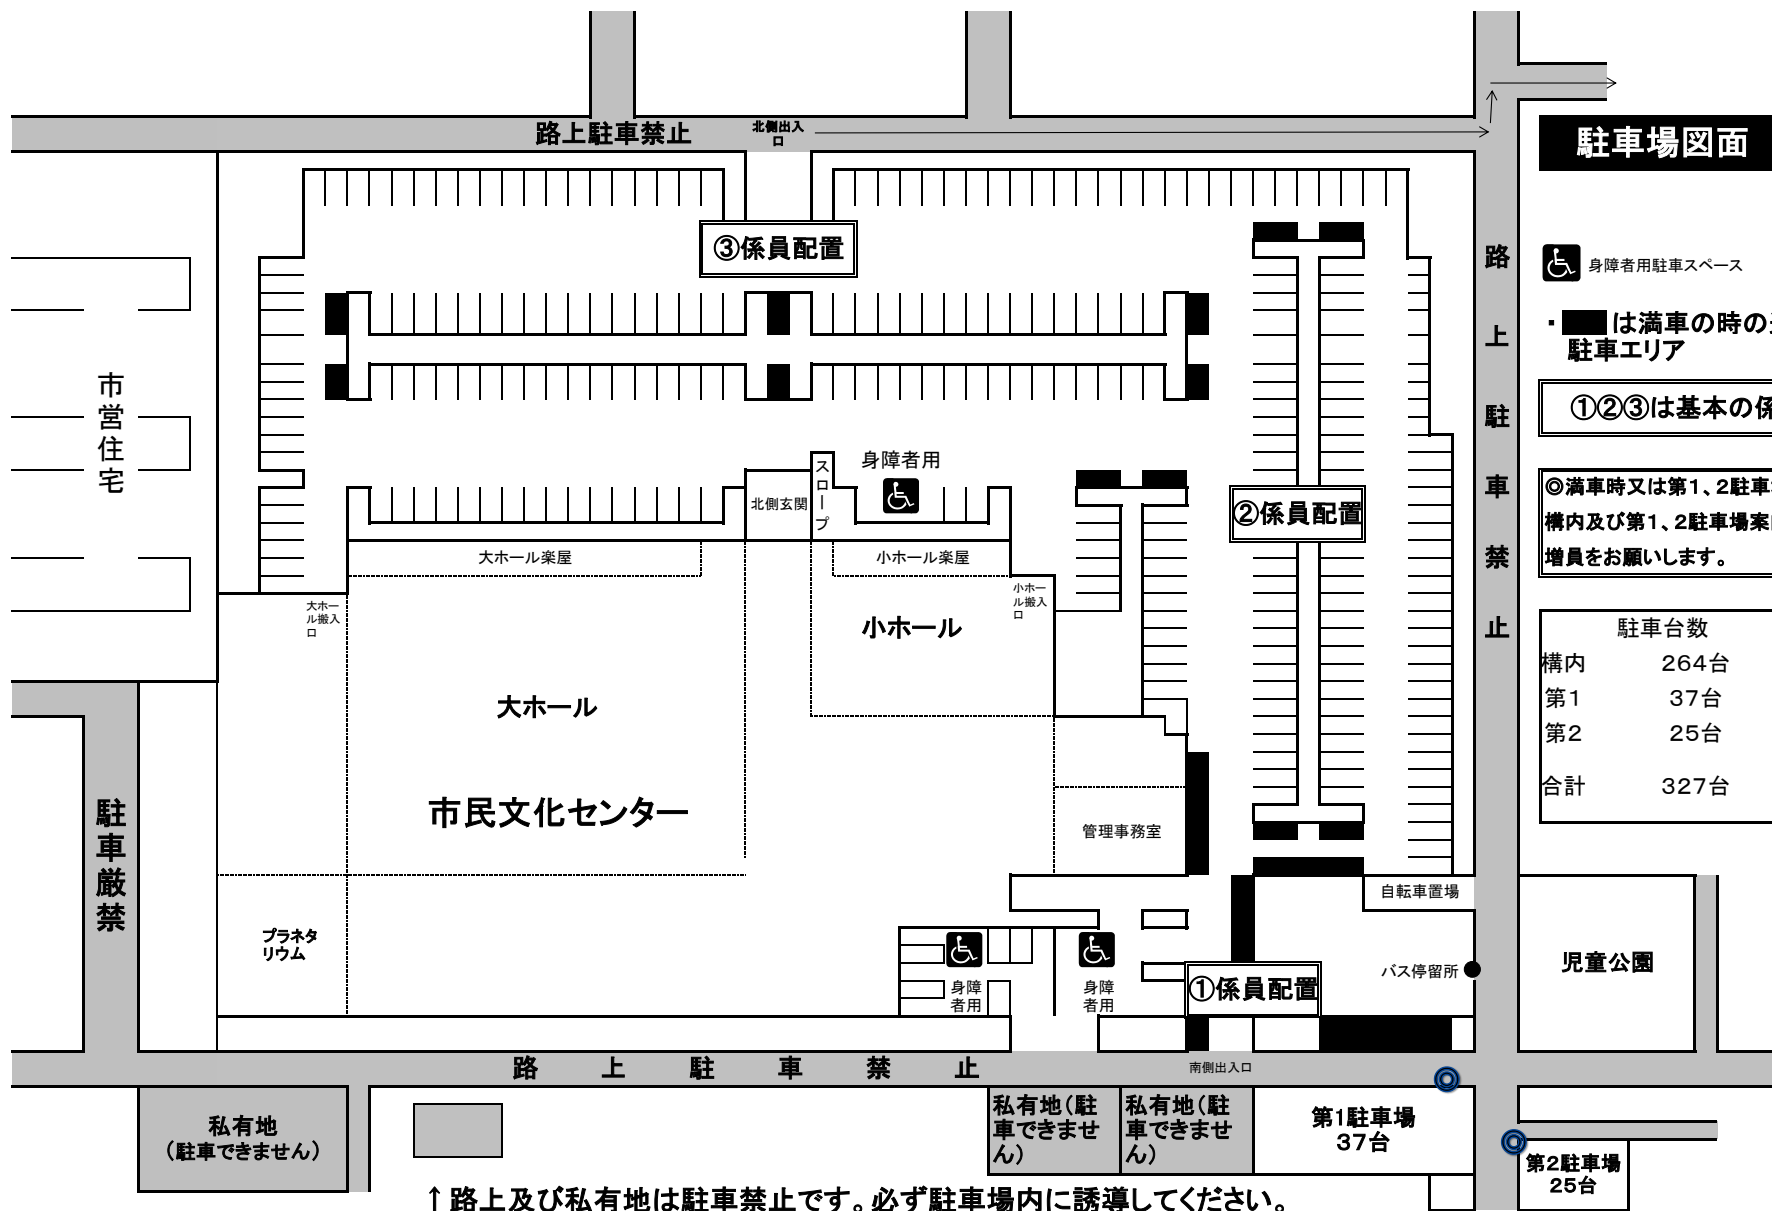 路上駐車禁止
北側出入
口
駐車場図面
③係員配置
身障者用駐車スペース
・ は満車の時の
駐車エリア
①②③は基本の係
◎満車時又は第1、2駐車
構内及び第1、2駐車場案
増員をお願いします。
駐車台数
構内 264台
第1 37台
第2 25台
合計 327台
路上駐車禁止
市営住宅
身障者用
スロープ
北側玄関
②係員配置
大ホール楽屋
小ホール楽屋
大ホー
ル搬入
口
小ホー
ル搬入
口
小ホール
大ホール
市民文化センター
管理事務室
駐車厳禁
自転車置場
プラネタ
リウム
身障
者用
身障
者用
①係員配置
バス停留所
児童公園
路上駐車禁止
南側出入口
私有地
（駐車できません）
私有地（駐
車できませ
ん）
私有地（駐
車できませ
ん）
第1駐車場
37台
第2駐車場
25台
↑路上及び私有地は駐車禁止です。必ず駐車場内に誘導してください。